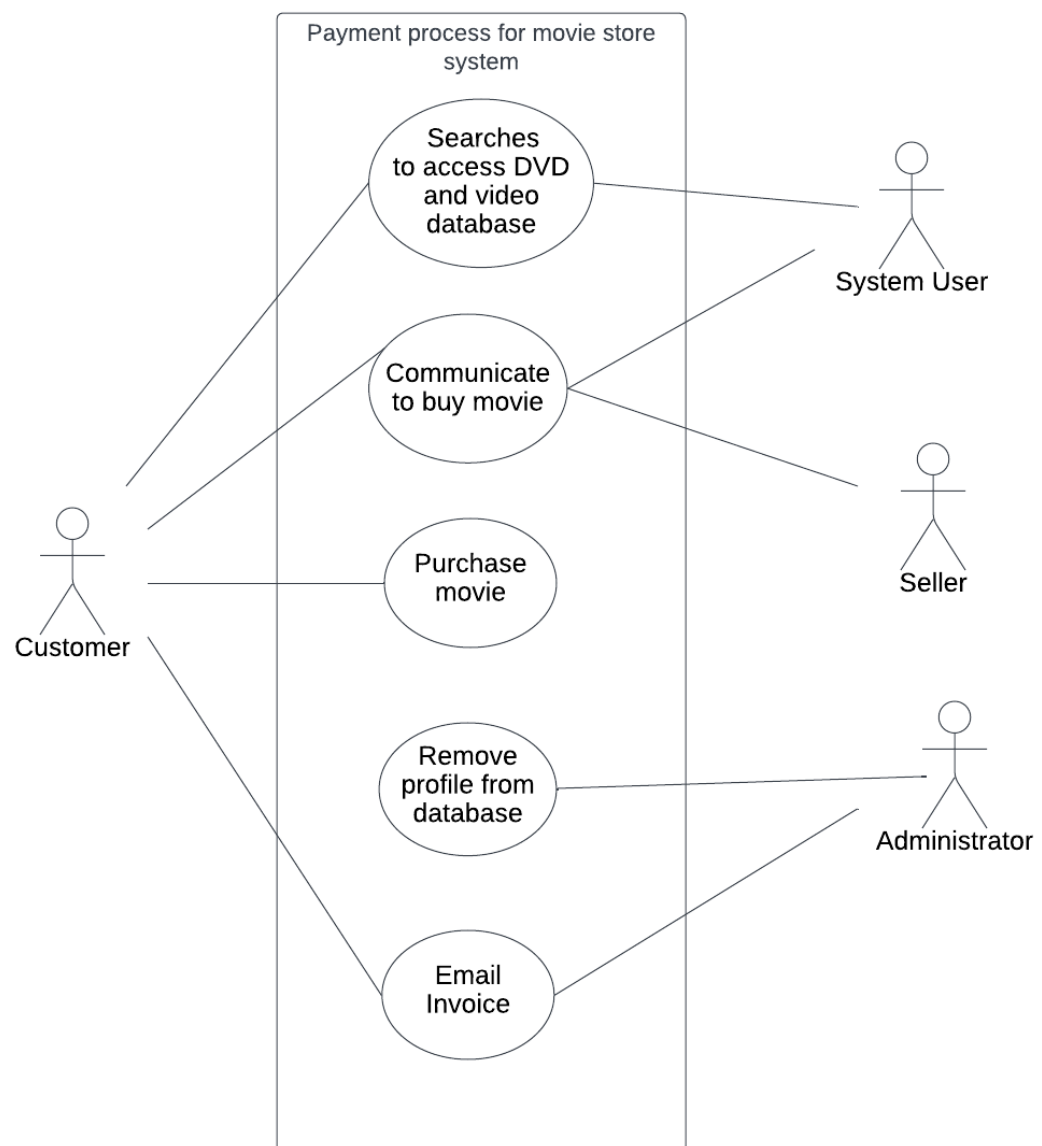 Payment process for movie store
system
Searches
to access DVD
and video
database
System User
Communicate
to buy movie
Seller
Purchase
movie
Customer
Remove
profile from
database
Administrator
Email
Invoice